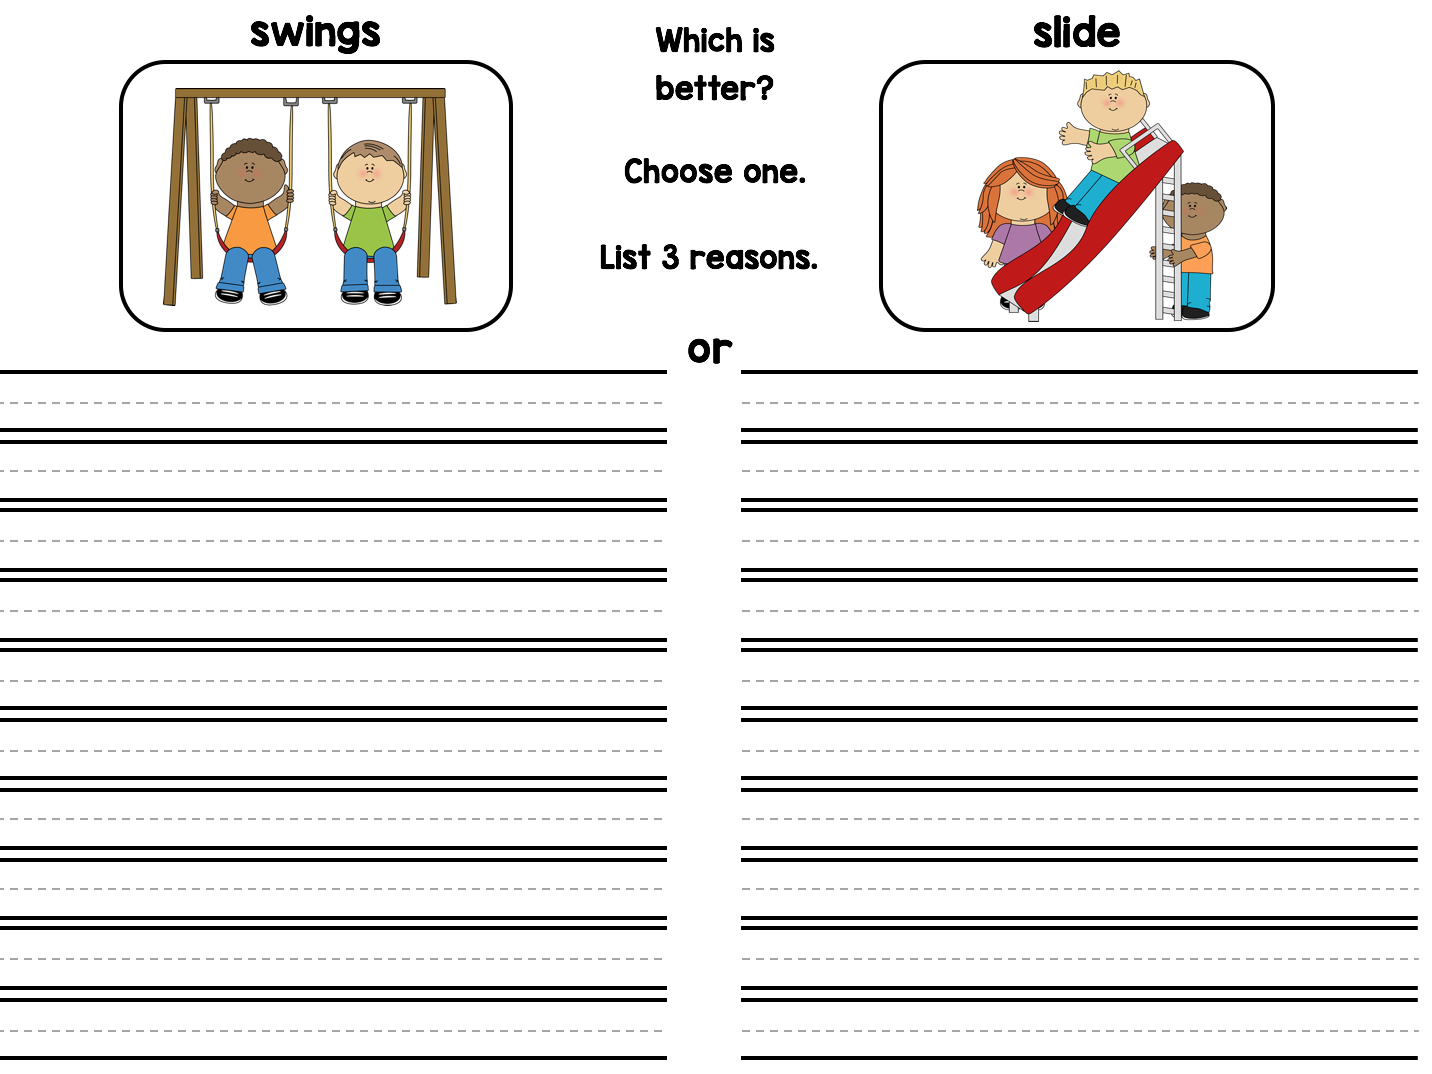 swings
Which is
better?
Choose one.
List 3 reasons.
or
slide